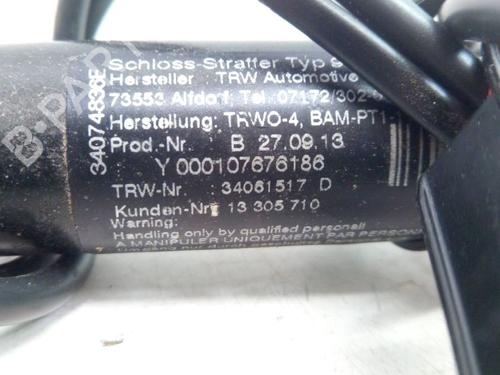 Schloss-Straffer Typ
Hersteller : TRW Automotive
73553 Alfdorf; Tel. 07172/302-
Herstellung: TRWO-4, BAM-PT1-
Prod.-Nr. B 27.09.13
Y 000107676186
TRW-Nr. 34061517 D
Kunden-Nr. 13 305 710
Warning:
Handling only by qualified personal!
A MANIPULER UNIQUEMENT PAR PERSON
34074836E
B-PARTS